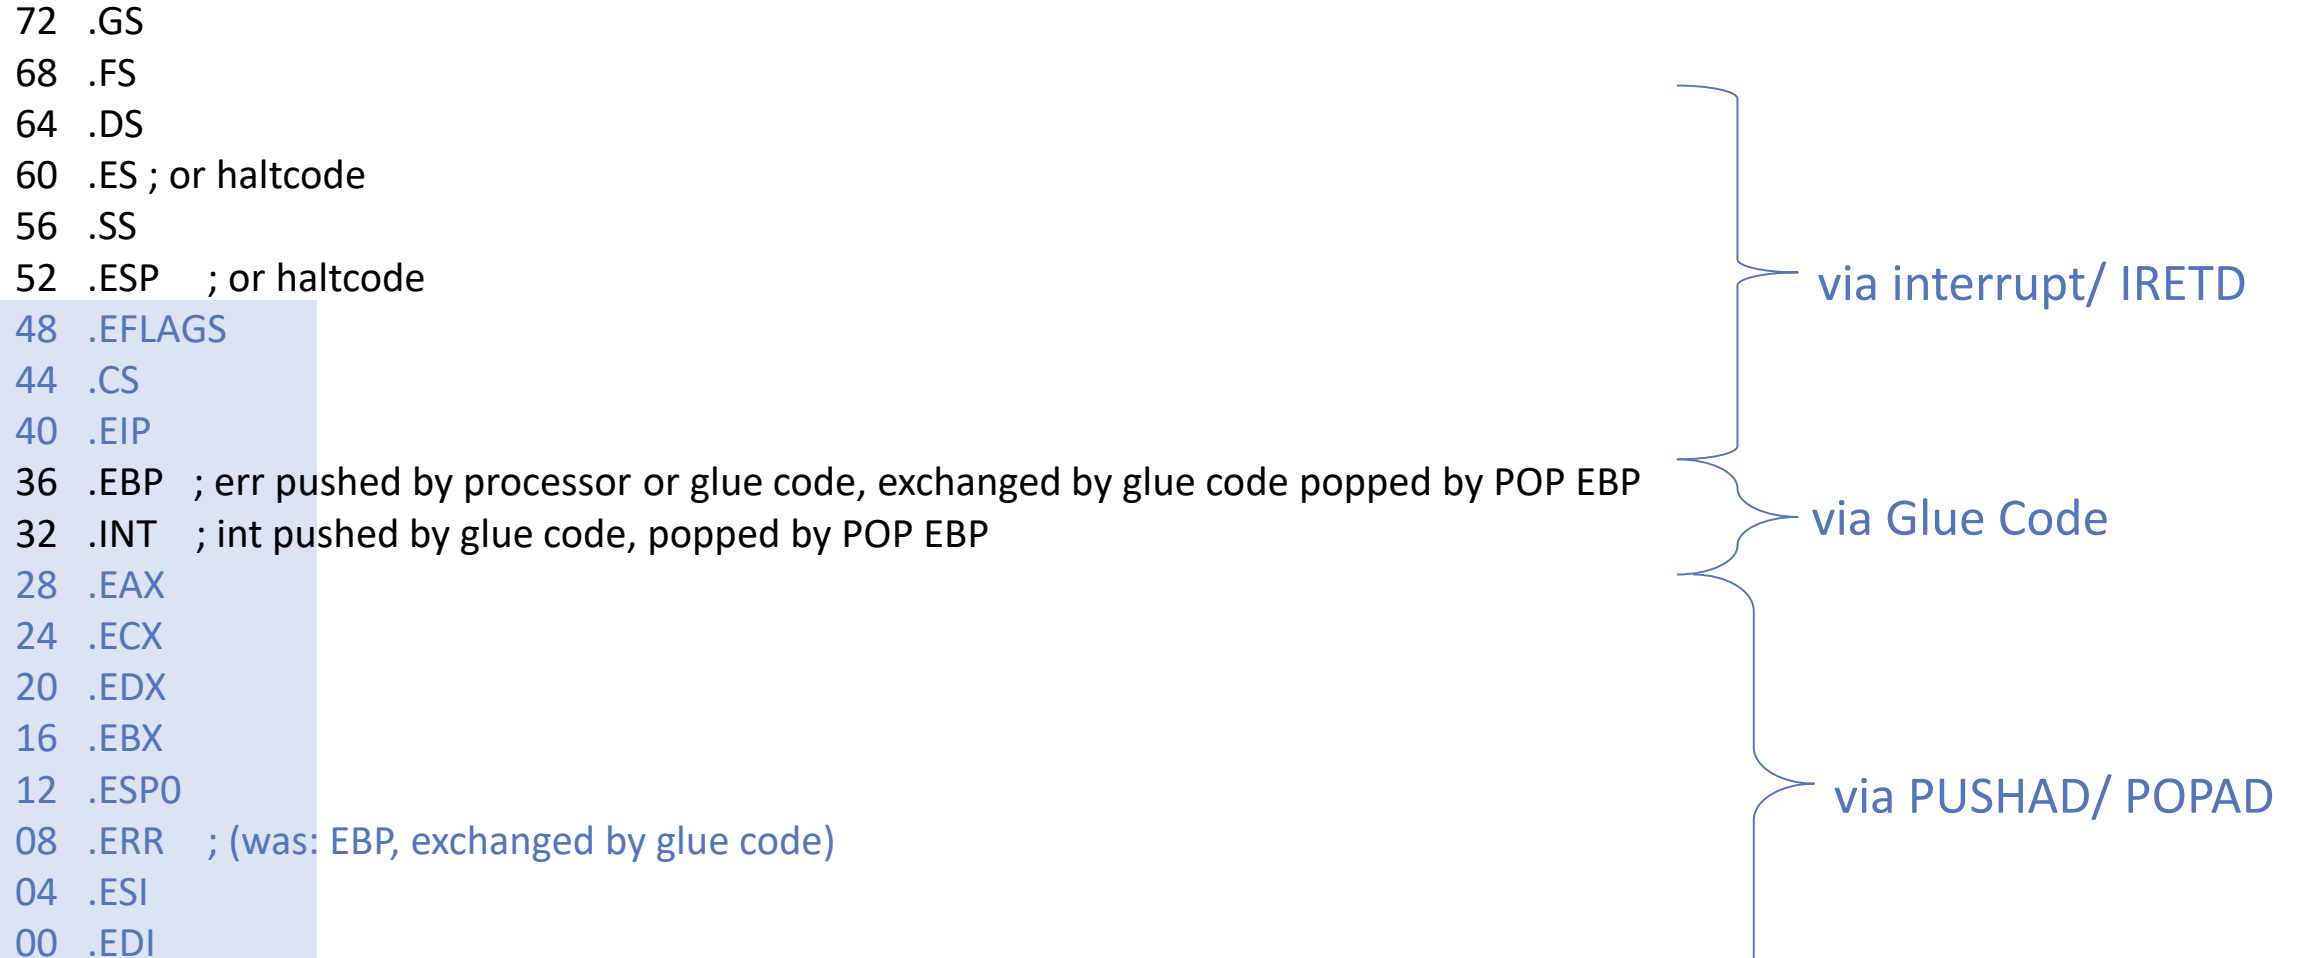 72 .GS
68 .FS
64 .DS
60 .ES ; or haltcode
56 .SS
52 .ESP ; or haltcode
via interrupt/ IRETD
48 .EFLAGS
44 .CS
40 .EIP
36 .EBP ; err pushed by processor or glue code, exchanged by glue code popped by POP EBP
via Glue Code
32 .INT ; int pushed by glue code, popped by POP EBP
28 .EAX
24 .ECX
20 .EDX
16 .EBX
12 .ESP0
via PUSHAD/ POPAD
08 .ERR ; (was: EBP, exchanged by glue code)
04 .ESI
00 .EDI